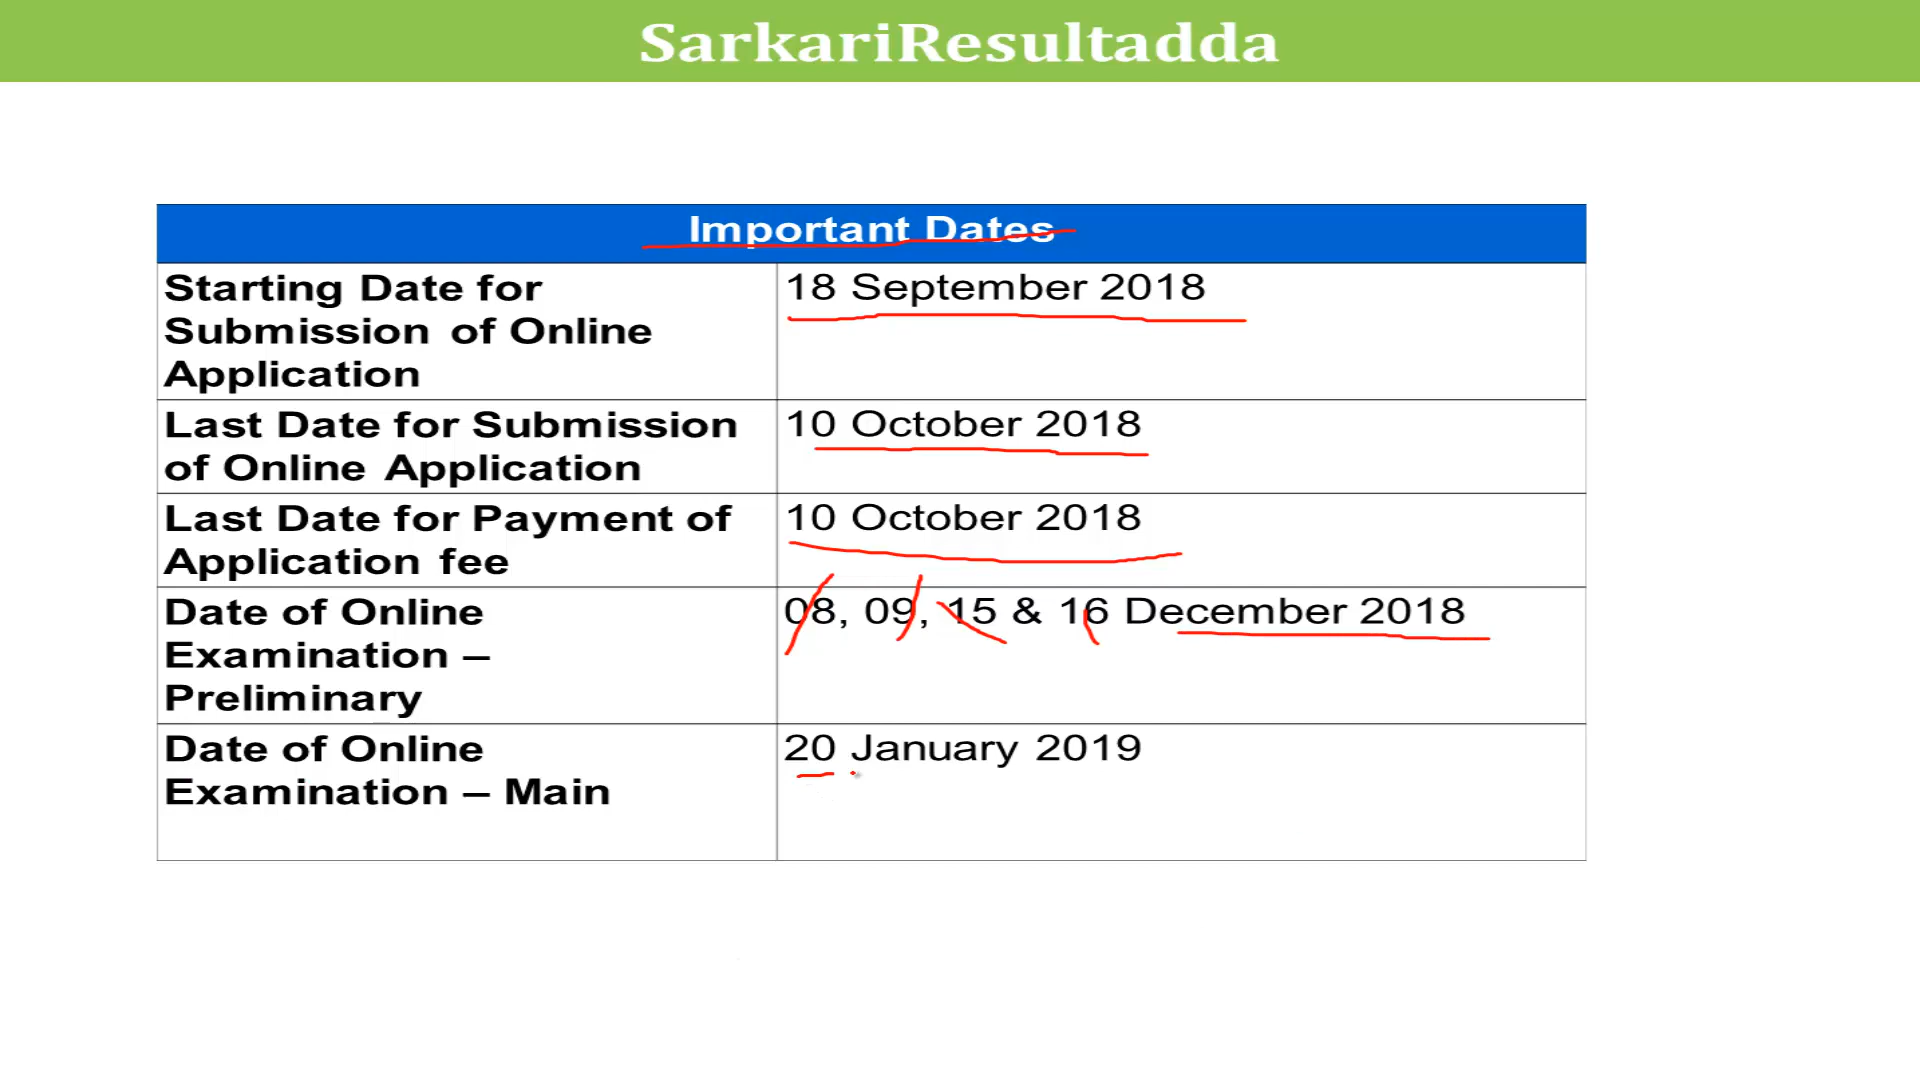 SarkariResultadda
Important Dates
Starting Date for
Submission of Online
Application
18 September 2018
Last Date for Submission
of Online Application
10 October 2018
Last Date for Payment of
Application fee
10 October 2018
Date of Online
Examination –
Preliminary
08, 09, 15 & 16 December 2018
Date of Online
Examination – Main
20 January 2019